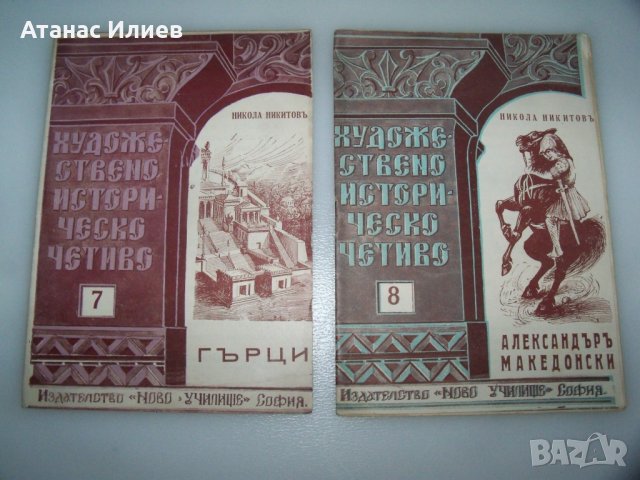 Атанас Илиев
НИКОЛА НИКИТОВЪ
ХУДОЖЕ-
СТВЕНО
ИСТОРИ-
ЧЕСКО
ЧЕТИВО
7
ГЪРЦИ
ИЗДАТЕЛСТВО «НОВО УЧИЛИЩЕ» СОФИЯ.
НИКОЛА НИКИТОВЪ
ХУДОЖЕ-
СТВЕНО
ИСТОРИ-
ЧЕСКО
ЧЕТИВО
8
АЛЕКСАНДЪРЪ
МАКЕДОНСКИ
ИЗДАТЕЛСТВО «НОВО УЧИЛИЩЕ» СОФИЯ.
BAZAR